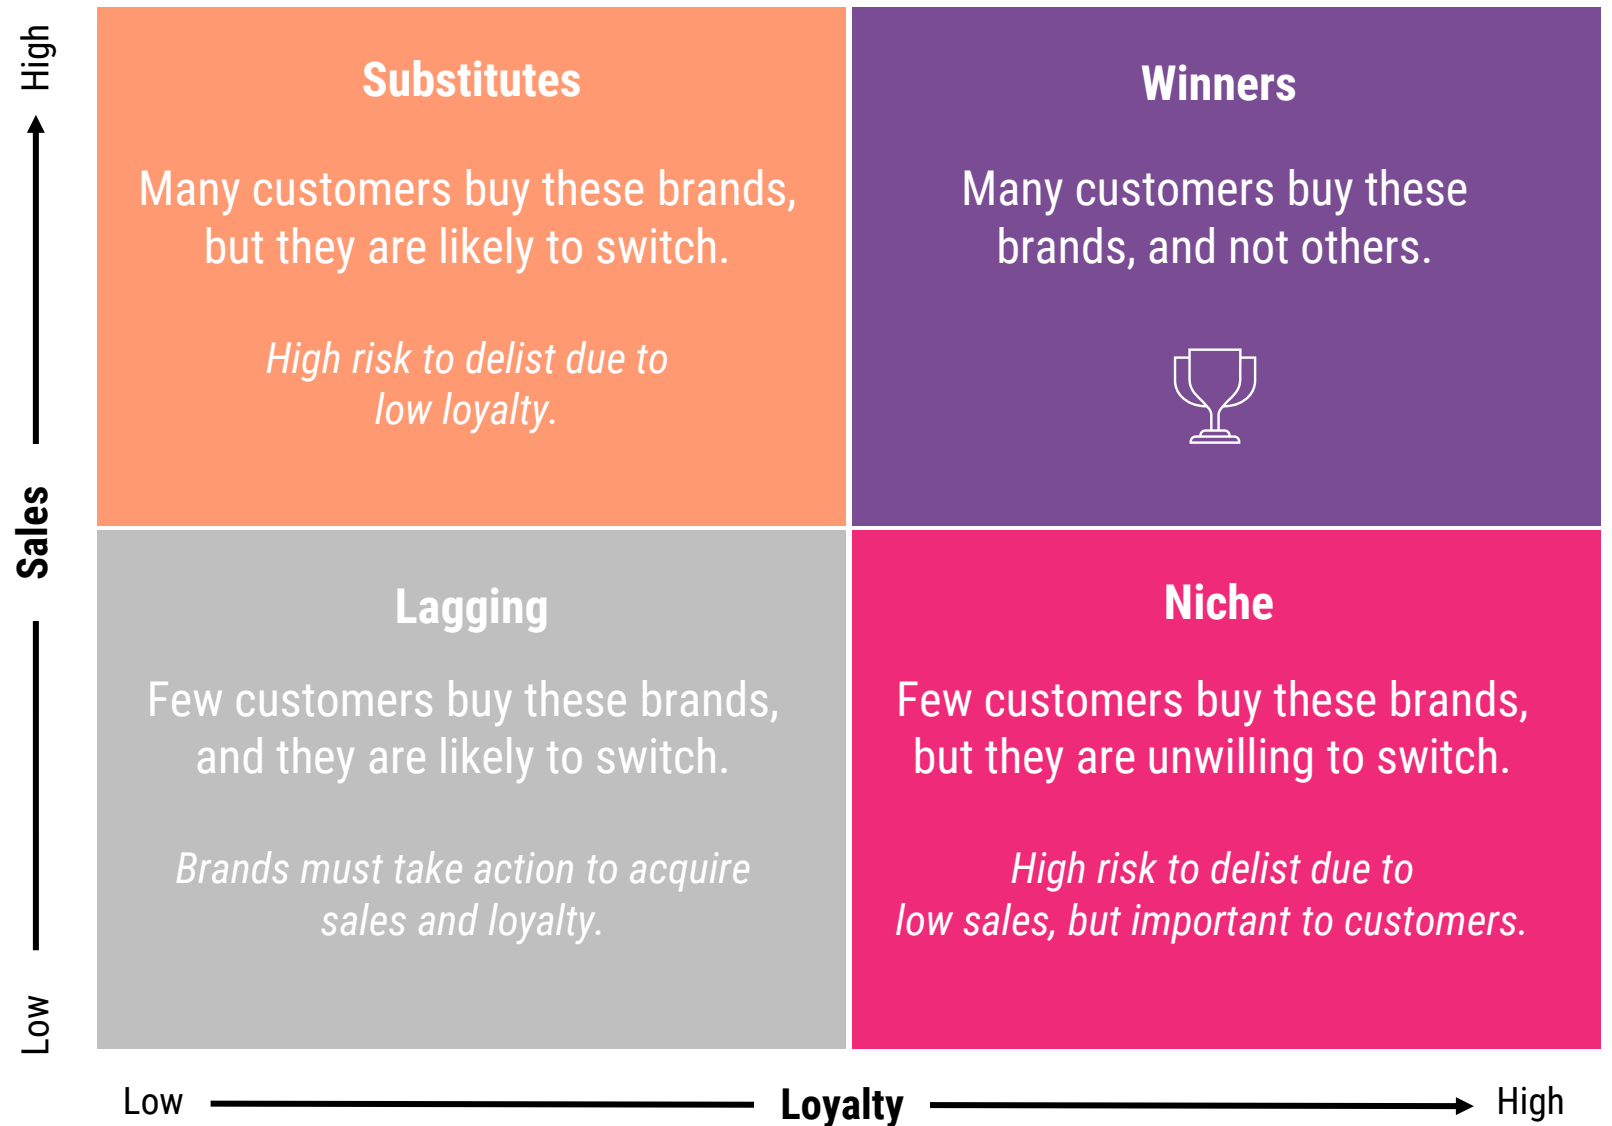 High
Sales
Low
Substitutes
Many customers buy these brands,
but they are likely to switch.
High risk to delist due to
low loyalty.
Winners
Many customers buy these
brands, and not others.
Lagging
Few customers buy these brands,
and they are likely to switch.
Brands must take action to acquire
sales and loyalty.
Niche
Few customers buy these brands,
but they are unwilling to switch.
High risk to delist due to
low sales, but important to customers.
Low
Loyalty
High